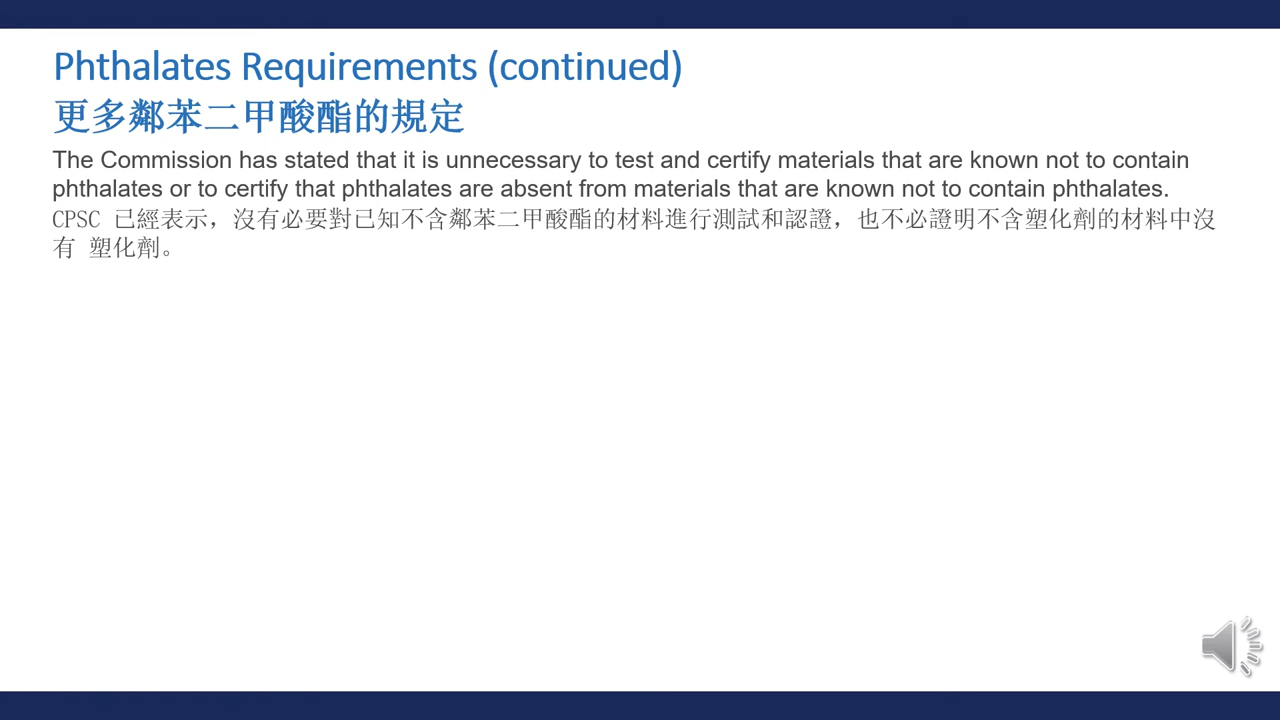 Phthalates Requirements (continued)
更多鄰苯二甲酸酯的規定
The Commission has stated that it is unnecessary to test and certify materials that are known not to contain
phthalates or to certify that phthalates are absent from materials that are known not to contain phthalates.
CPSC 已經表示，沒有必要對已知不含鄰苯二甲酸酯的材料進行測試和認證，也不必證明不含塑化劑的材料中沒
有 塑化劑。